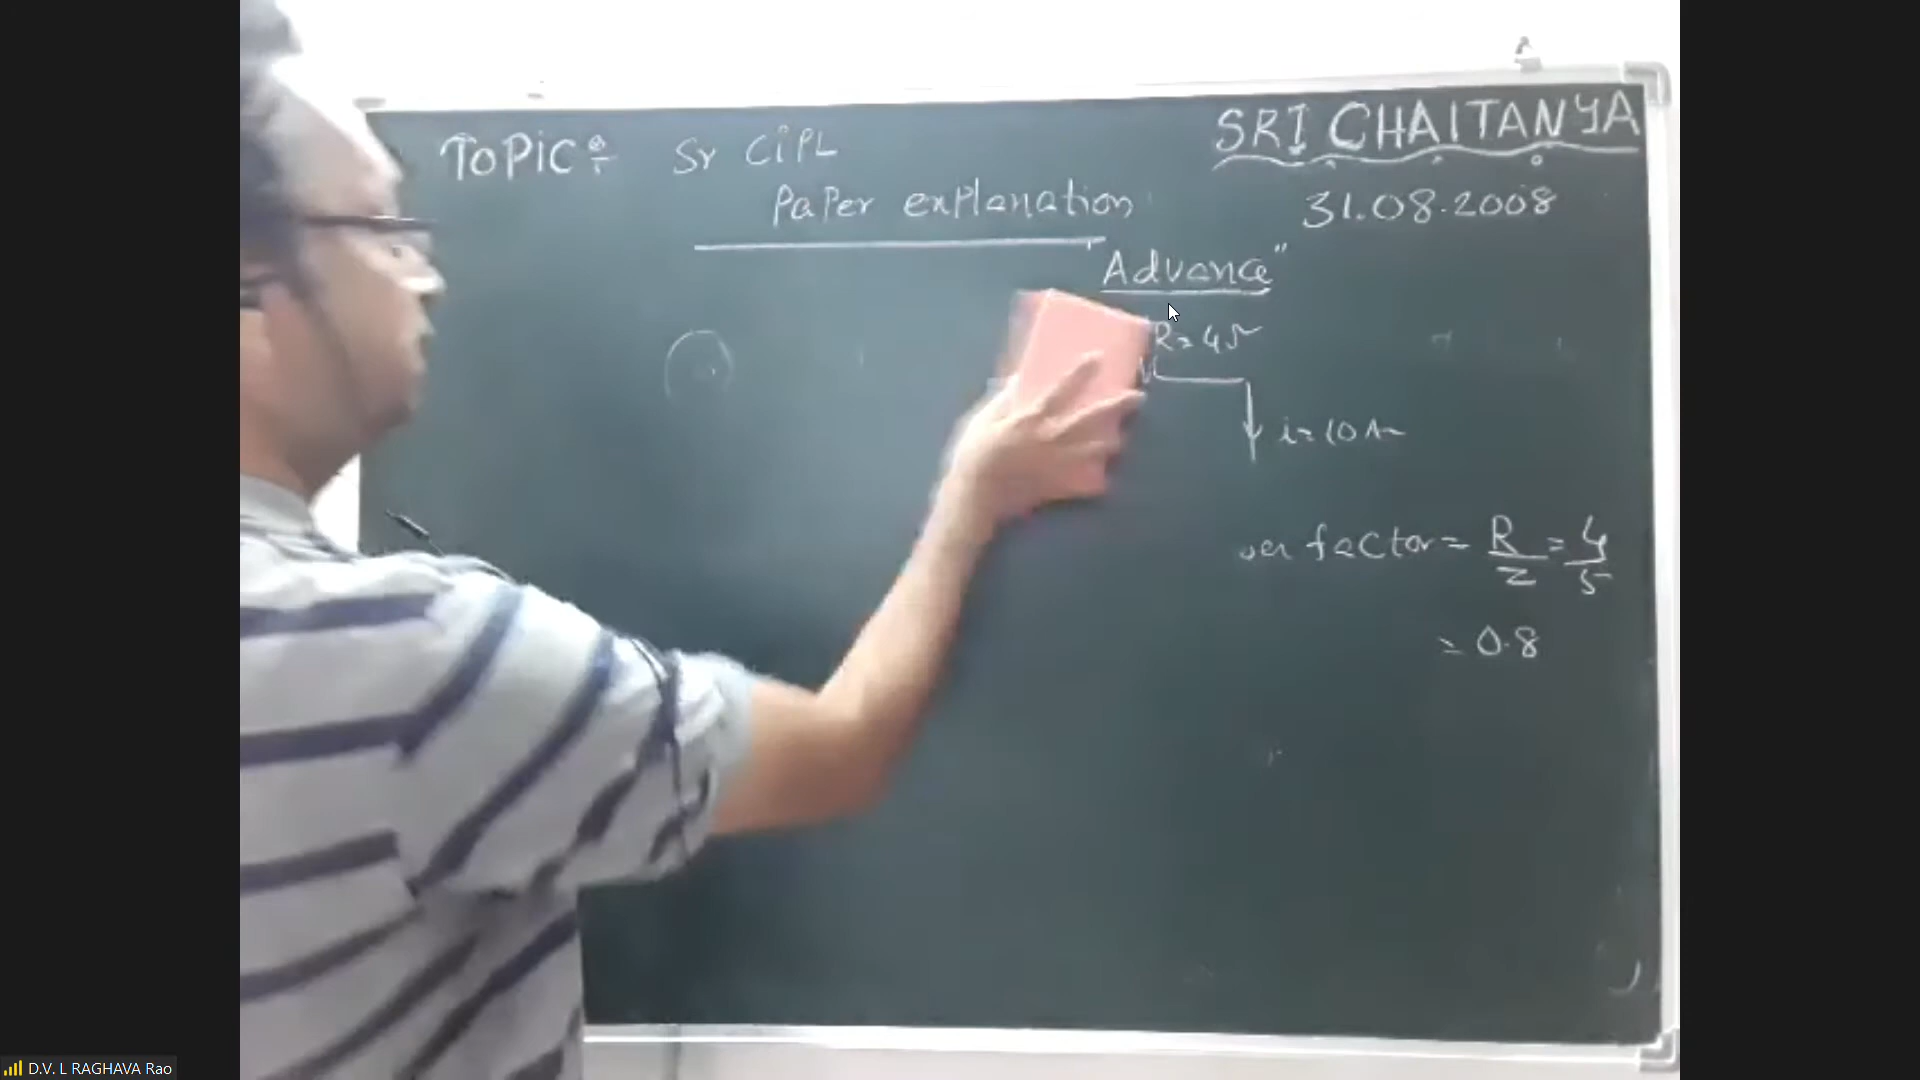 TOPIC:
Sr CiPL
Paper explanation
SRI CHAITANYA
31.08.2008
"Advance"
R = 4Ω
i = 10 A
factor = R/Z = 4/5
= 0.8
D.V. L RAGHAVA Rao